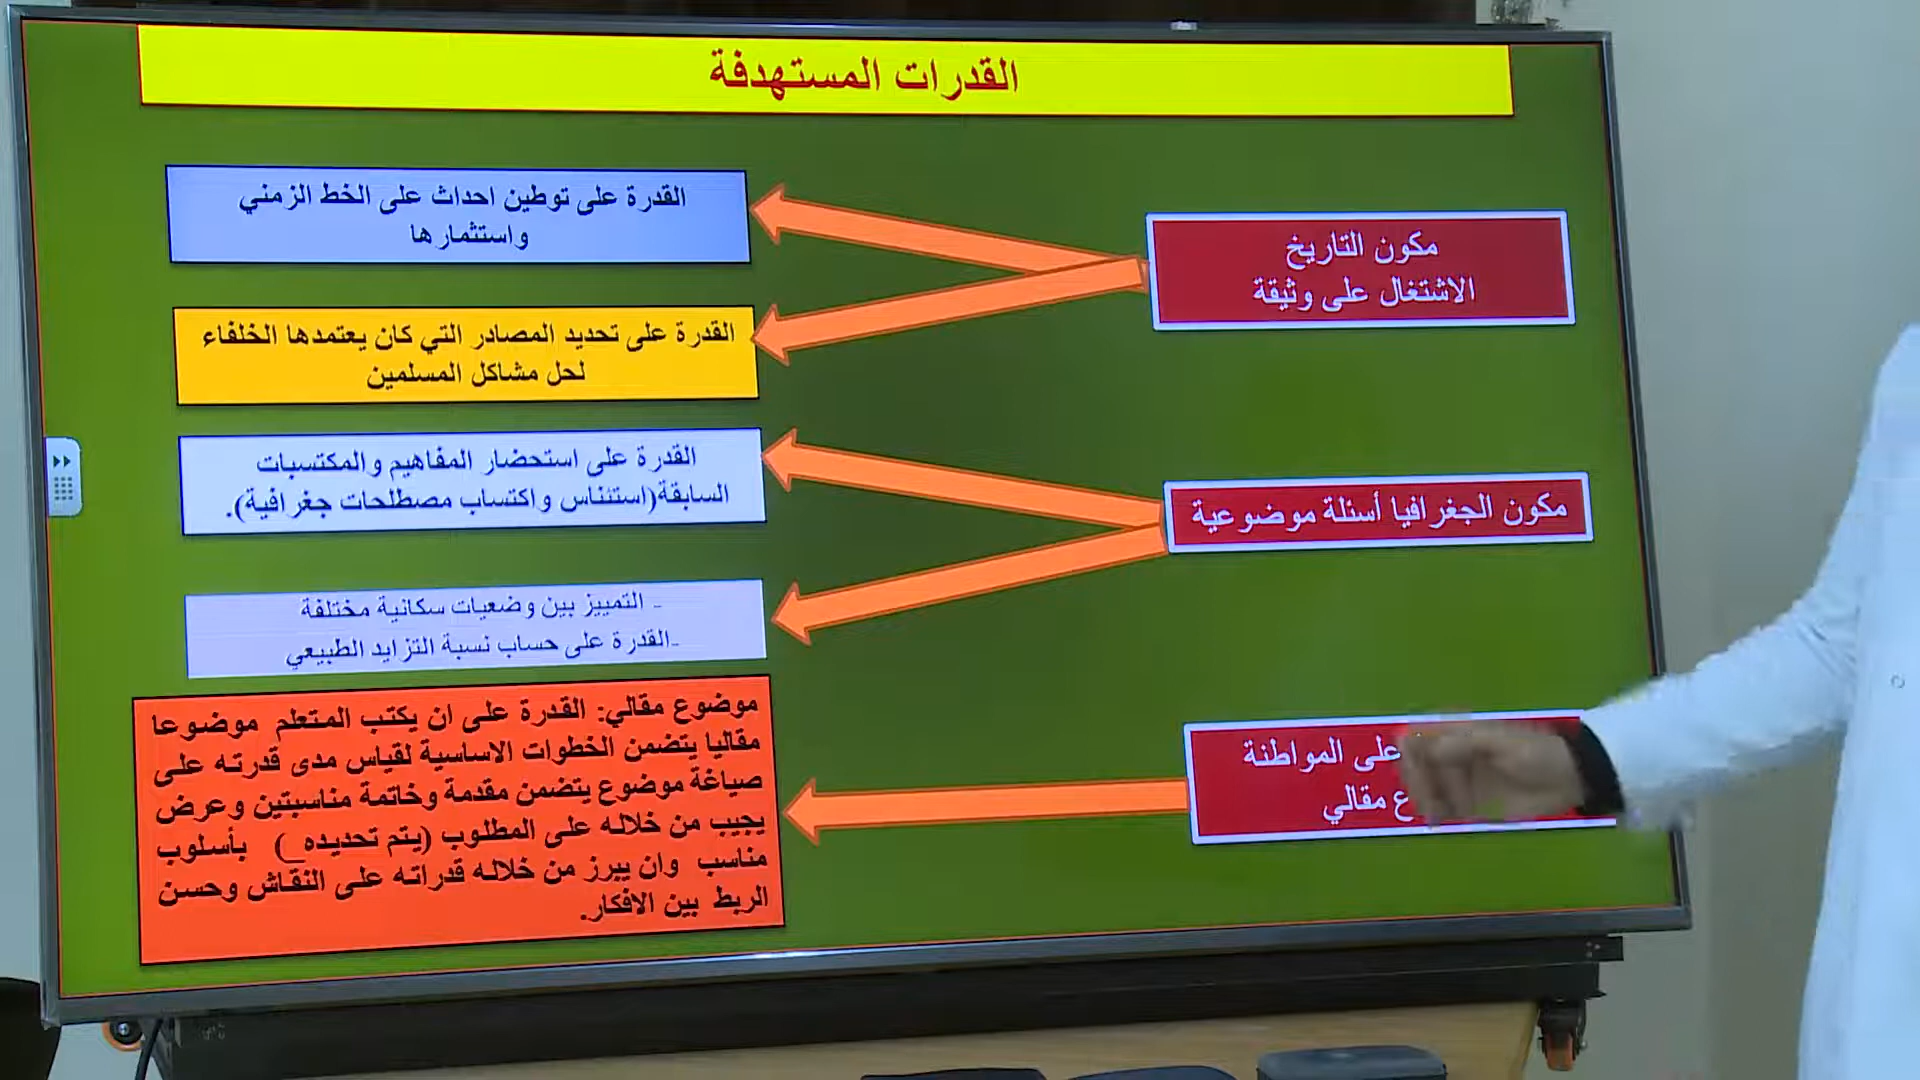 القدرات المستهدفة
مكون التاريخ
الاشتغال على وثيقة
القدرة على توطين احداث على الخط الزمني
واستثمارها
القدرة على تحديد المصادر التي كان يعتمدها الخلفاء
لحل مشاكل المسلمين
مكون الجغرافيا أسئلة موضوعية
القدرة على استحضار المفاهيم والمكتسبات
السابقة(استئناس واكتساب مصطلحات جغرافية).
- التمييز بين وضعيات سكانية مختلفة
-القدرة على حساب نسبة التزايد الطبيعي
على المواطنة
مقالي
موضوع مقالي: القدرة على ان يكتب المتعلم موضوعا
مقاليا يتضمن الخطوات الاساسية لقياس مدى قدرته على
صياغة موضوع يتضمن مقدمة وخاتمة مناسبتين وعرض
يجيب من خلاله على المطلوب (يتم تحديده_) بأسلوب
مناسب وان يبرز من خلاله قدراته على النقاش وحسن
الربط بين الافكار.